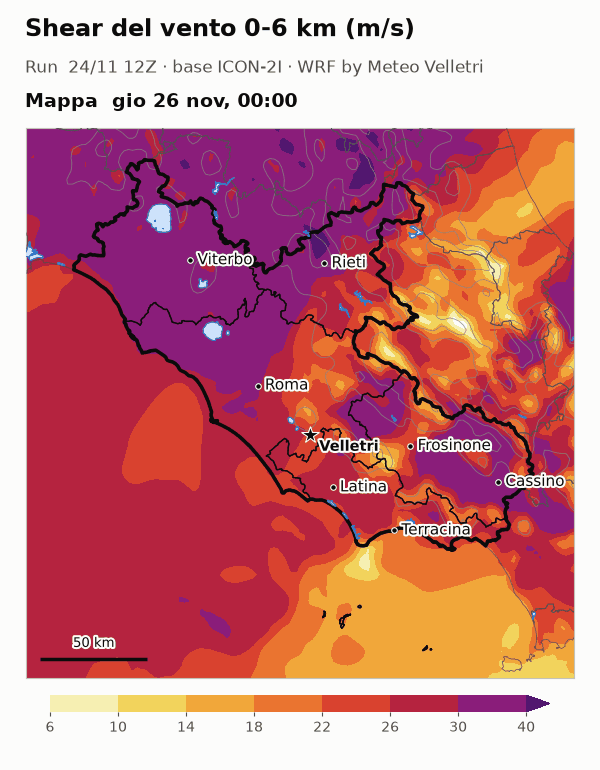 Shear del vento 0-6 km (m/s)
Run  24/11 12Z · base ICON-2I · WRF by Meteo Velletri
Mappa  gio 26 nov, 00:00
Viterbo
Rieti
Roma
Velletri
Frosinone
Cassino
Latina
Terracina
50 km
6 10 14 18 22 26 30 40